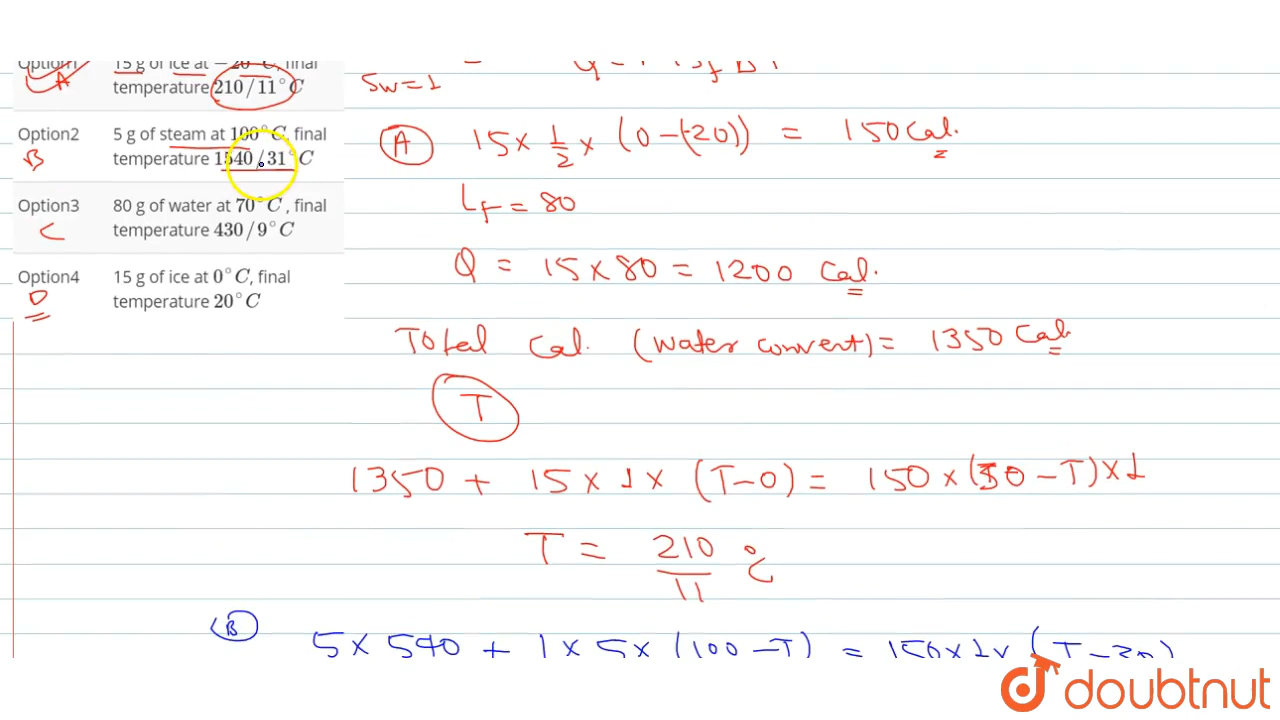 Option1 15 g of ice at −20°C, final
A temperature 210/11°C
Option2 5 g of steam at 100°C, final
B temperature 1540/31°C
Option3 80 g of water at 70°C , final
C temperature 430/9°C
Option4 15 g of ice at 0°C, final
D temperature 20°C
Sw=1
A 15 × 1/2 × (0-(-20)) = 150 Cal.
Lf = 80
Q = 15 × 80 = 1200 Cal.
Total Cal. (water convert) = 1350 Cal.
T
1350 + 15 × 1 × (T-0) = 150 × (30-T) × 1
T = 210/11 °C
B 5 × 540 + 1 × 5 × (100-T) = 150 × 1 × (T-30)
doubtnut